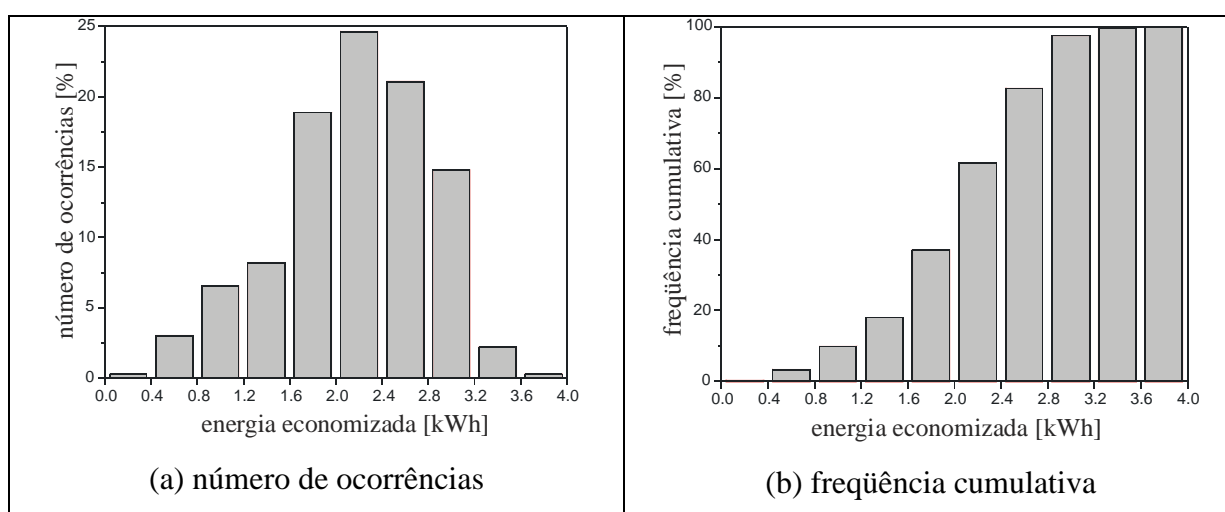 25
20
15
10
5
0
número de ocorrências [%]
0.0 0.4 0.8 1.2 1.6 2.0 2.4 2.8 3.2 3.6 4.0
energia economizada [kWh]
(a) número de ocorrências
100
80
60
40
20
0
freqüência cumulativa [%]
0.0 0.4 0.8 1.2 1.6 2.0 2.4 2.8 3.2 3.6 4.0
energia economizada [kWh]
(b) freqüência cumulativa